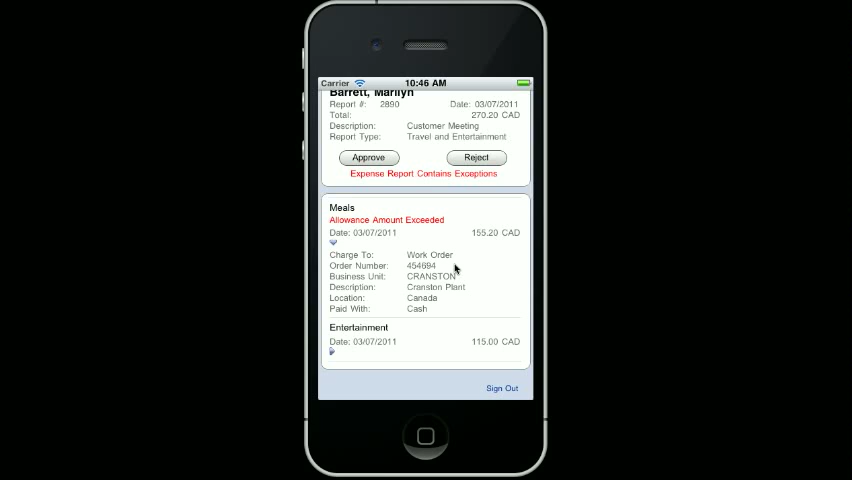 Carrier 10:46 AM
Barrett, Marilyn
Report #: 2890 Date: 03/07/2011
Total: 270.20 CAD
Description: Customer Meeting
Report Type: Travel and Entertainment
Approve Reject
Expense Report Contains Exceptions
Meals
Allowance Amount Exceeded
Date: 03/07/2011 155.20 CAD
Charge To: Work Order
Order Number: 454694
Business Unit: CRANSTON
Description: Cranston Plant
Location: Canada
Paid With: Cash
Entertainment
Date: 03/07/2011 115.00 CAD
Sign Out